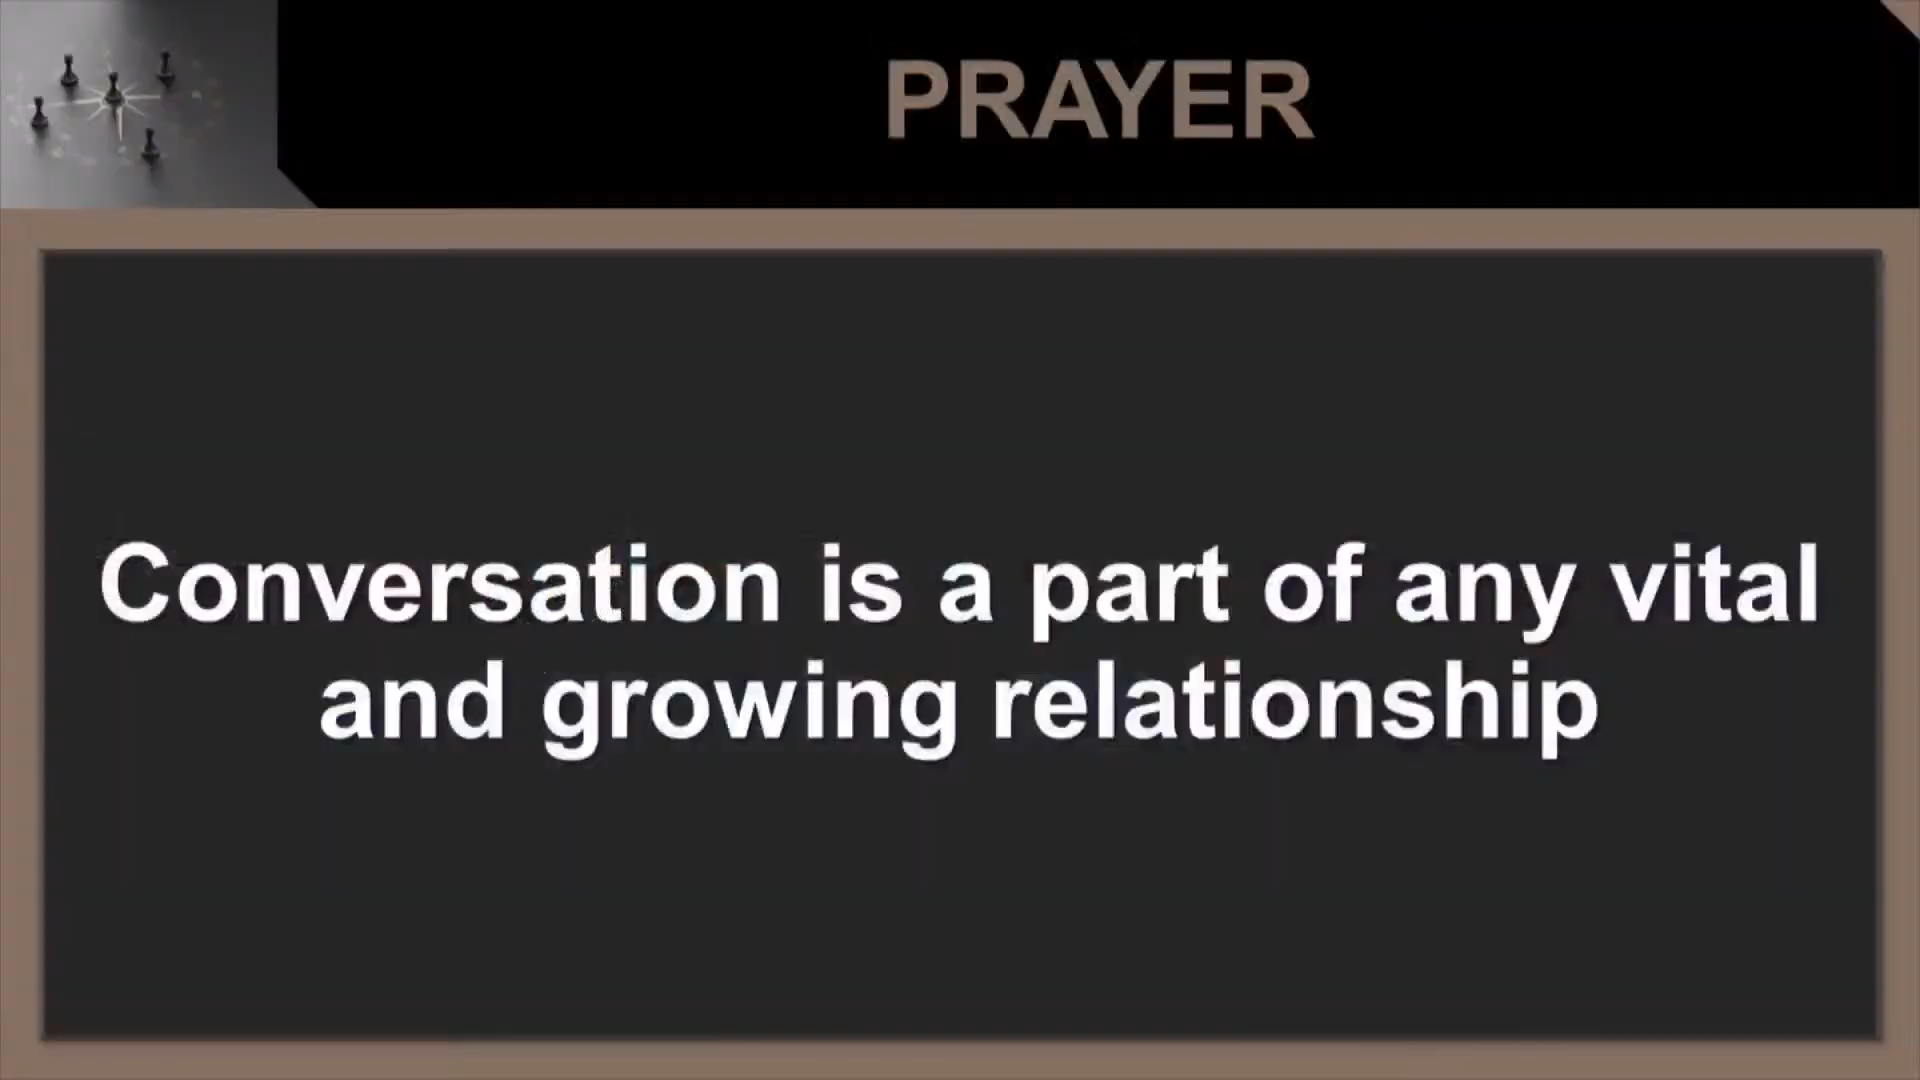 PRAYER
Conversation is a part of any vital
and growing relationship